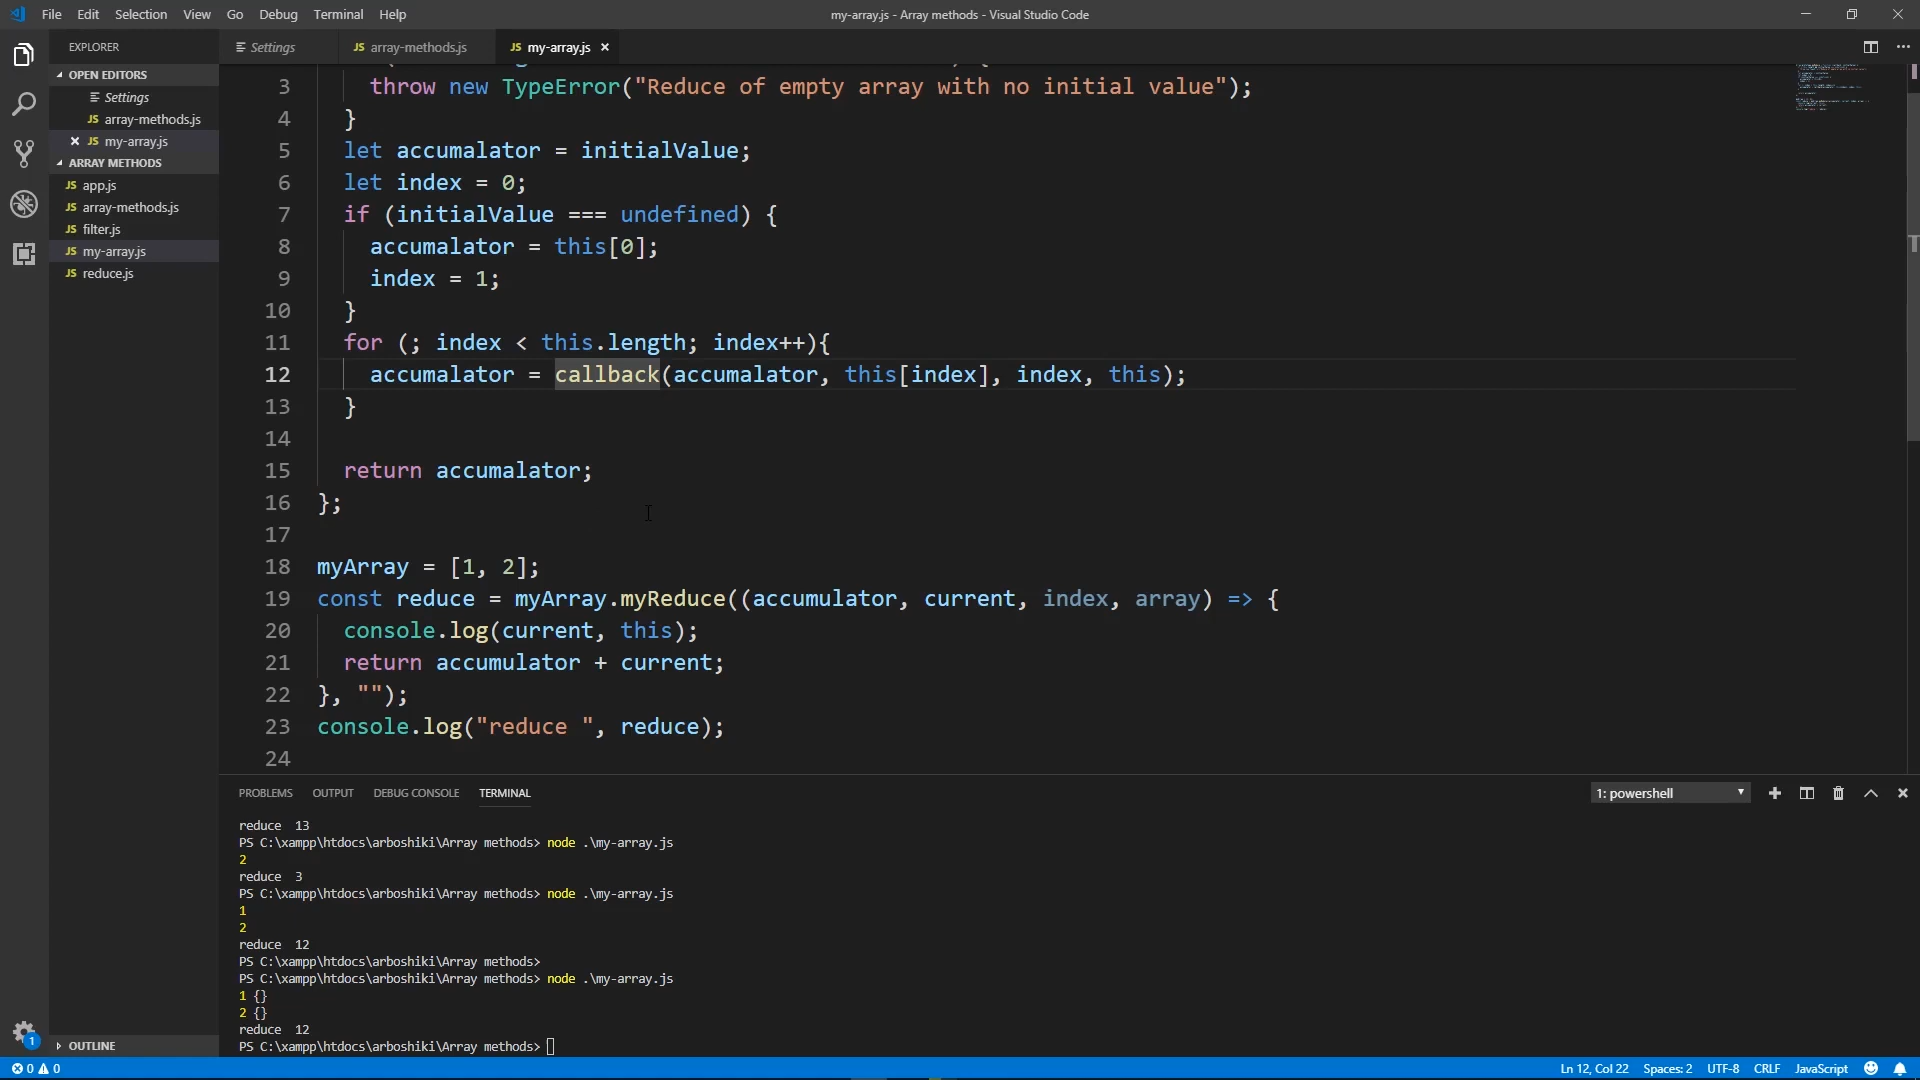 File Edit Selection View Go Debug Terminal Help
my-array.js - Array methods - Visual Studio Code
EXPLORER
Settings
array-methods.js
my-array.js
OPEN EDITORS
Settings
array-methods.js
my-array.js
ARRAY METHODS
app.js
array-methods.js
filter.js
my-array.js
reduce.js
OUTLINE
3 throw new TypeError("Reduce of empty array with no initial value");
4 }
5 let accumalator = initialValue;
6 let index = 0;
7 if (initialValue === undefined) {
8 accumalator = this[0];
9 index = 1;
10 }
11 for (; index < this.length; index++){
12 accumalator = callback(accumalator, this[index], index, this);
13 }
14
15 return accumalator;
16 };
17
18 myArray = [1, 2];
19 const reduce = myArray.myReduce((accumulator, current, index, array) => {
20 console.log(current, this);
21 return accumulator + current;
22 }, "");
23 console.log("reduce ", reduce);
24
PROBLEMS OUTPUT DEBUG CONSOLE TERMINAL
1: powershell
reduce  13
PS C:\xampp\htdocs\arboshiki\Array methods> node .\my-array.js
2
reduce  3
PS C:\xampp\htdocs\arboshiki\Array methods> node .\my-array.js
1
2
reduce  12
PS C:\xampp\htdocs\arboshiki\Array methods>
PS C:\xampp\htdocs\arboshiki\Array methods> node .\my-array.js
1 {}
2 {}
reduce  12
PS C:\xampp\htdocs\arboshiki\Array methods>
1
0 0
Ln 12, Col 22 Spaces: 2 UTF-8 CRLF JavaScript